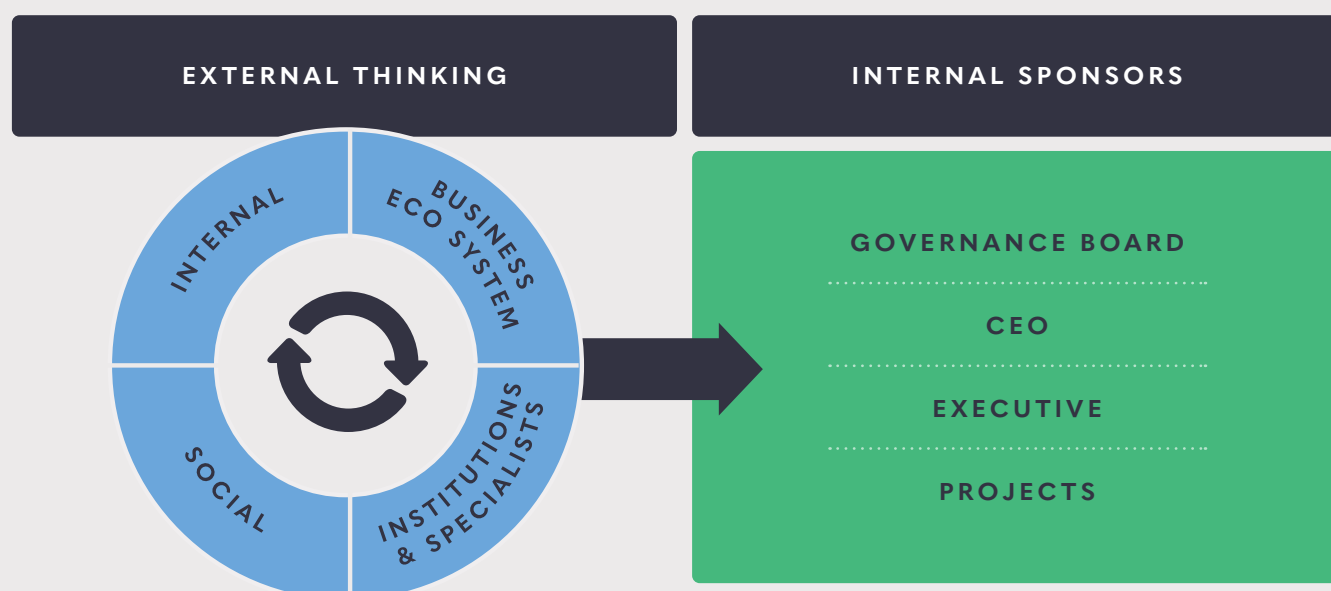 EXTERNAL THINKING
INTERNAL SPONSORS
INTERNAL
BUSINESS
ECO SYSTEM
SOCIAL
INSTITUTIONS
& SPECIALISTS
GOVERNANCE BOARD
CEO
EXECUTIVE
PROJECTS